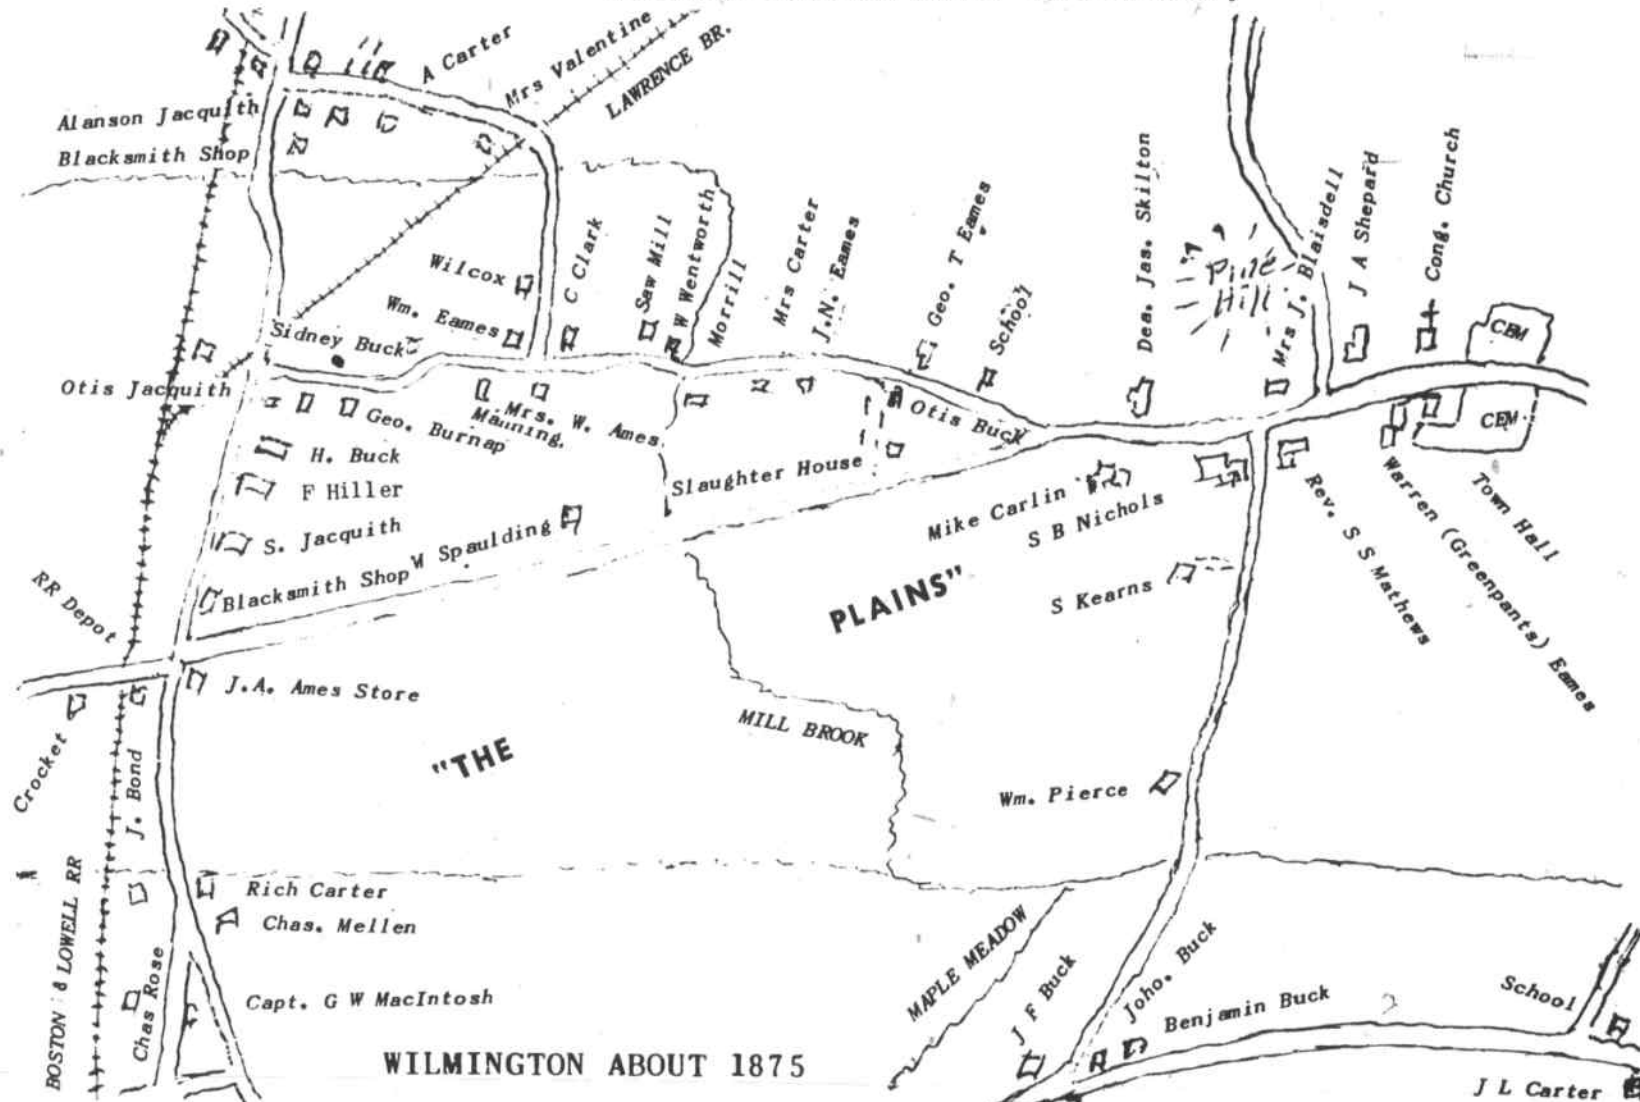 A Carter
Mrs Valentine
LAWRENCE BR.
Alanson Jacquith
Blacksmith Shop
Wilcox
Wm. Eames
C Clark
Saw Mill
W Wentworth
Morrill
Mrs Carter
J.N. Eames
Geo. T Eames
School
Dea. Jas. Skilton
Pine
Hill
Mrs J. Blaisdell
J A Shepard
Cong. Church
CEM
CEM.
Sidney Buck
Otis Jacquith
Geo. Burnap
Manning.
Mrs. W. Ames
Otis Buck
H. Buck
F Hiller
S. Jacquith
Blacksmith Shop
W Spaulding
Slaughter House
Mike Carlin
S B Nichols
S Kearns
Rev. S S Mathews
Warren (Greenpants) Eames
Town Hall
RR Depot
J.A. Ames Store
Crocket
J. Bond
"THE
PLAINS"
MILL BROOK
Wm. Pierce
BOSTON & LOWELL RR
Rich Carter
Chas. Mellen
Chas Rose
Capt. G W MacIntosh
MAPLE MEADOW
J F Buck
Joho. Buck
Benjamin Buck
School
J L Carter
WILMINGTON ABOUT 1875